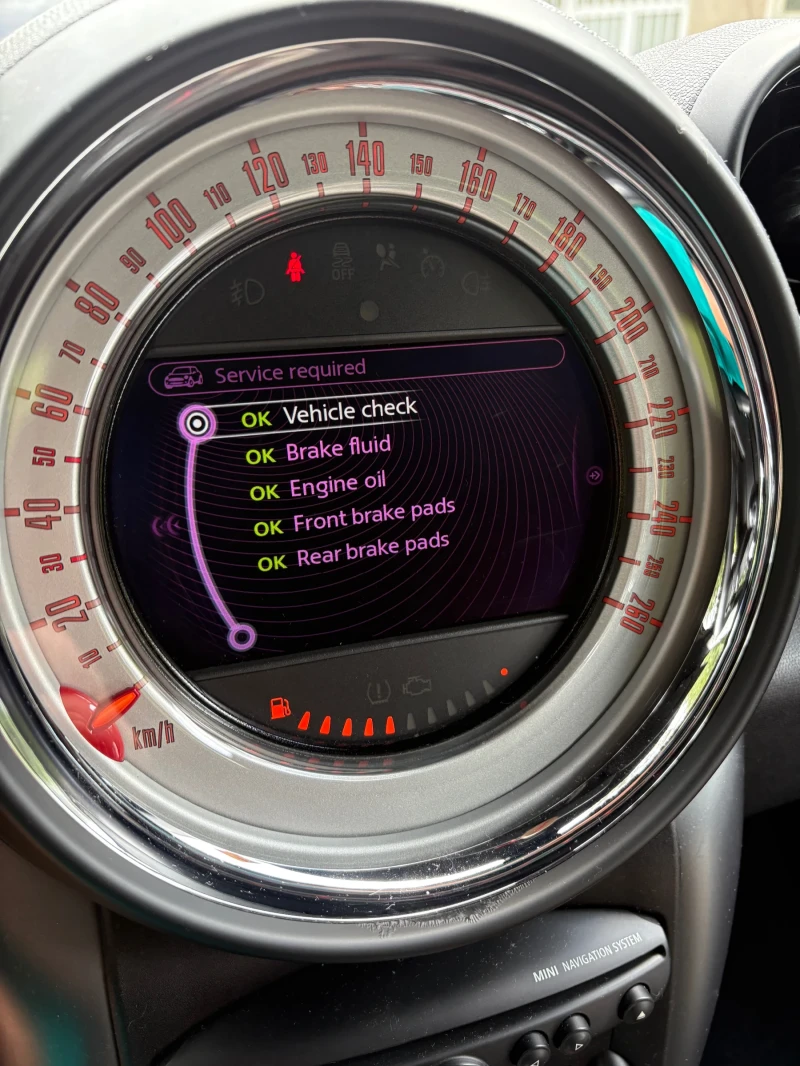 10
20
30
40
50
60
70
80
90
100
110
120
130
140
150
160
170
180
190
200
210
220
230
240
250
260
km/h
OFF
Service required
OK Vehicle check
OK Brake fluid
OK Engine oil
OK Front brake pads
OK Rear brake pads
MINI NAVIGATION SYSTEM